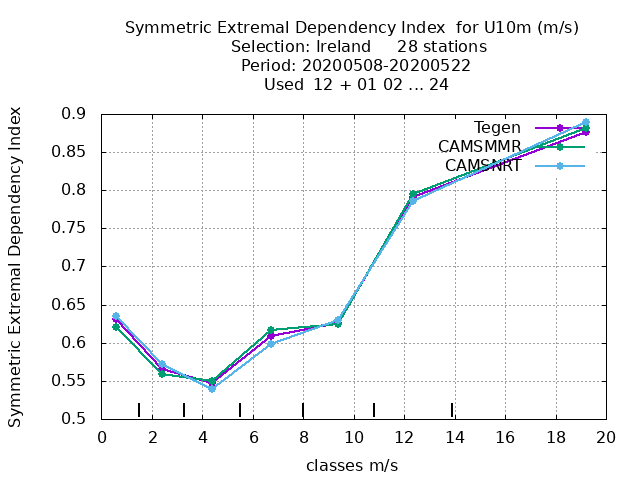 Symmetric Extremal Dependency Index for U10m (m/s)
Selection: Ireland 28 stations
Period: 20200508-20200522
Used 12 + 01 02 ... 24
Symmetric Extremal Dependency Index
0.9
0.85
0.8
0.75
0.7
0.65
0.6
0.55
0.5
Tegen
CAMSMMR
CAMSNRT
0 2 4 6 8 10 12 14 16 18 20
classes m/s